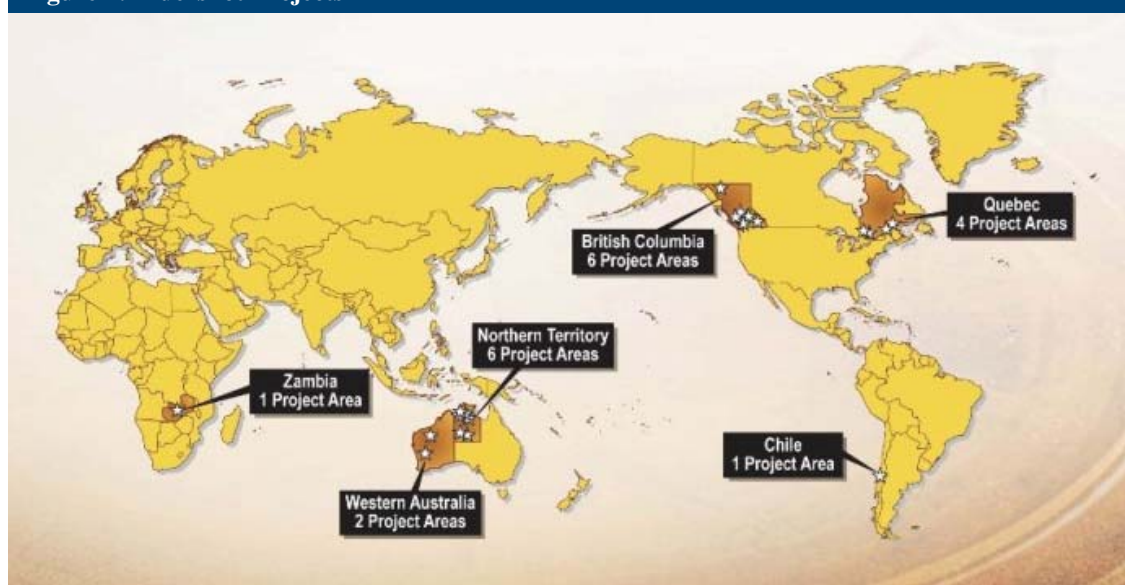 British Columbia
6 Project Areas
Quebec
4 Project Areas
Northern Territory
6 Project Areas
Zambia
1 Project Area
Chile
1 Project Area
Western Australia
2 Project Areas